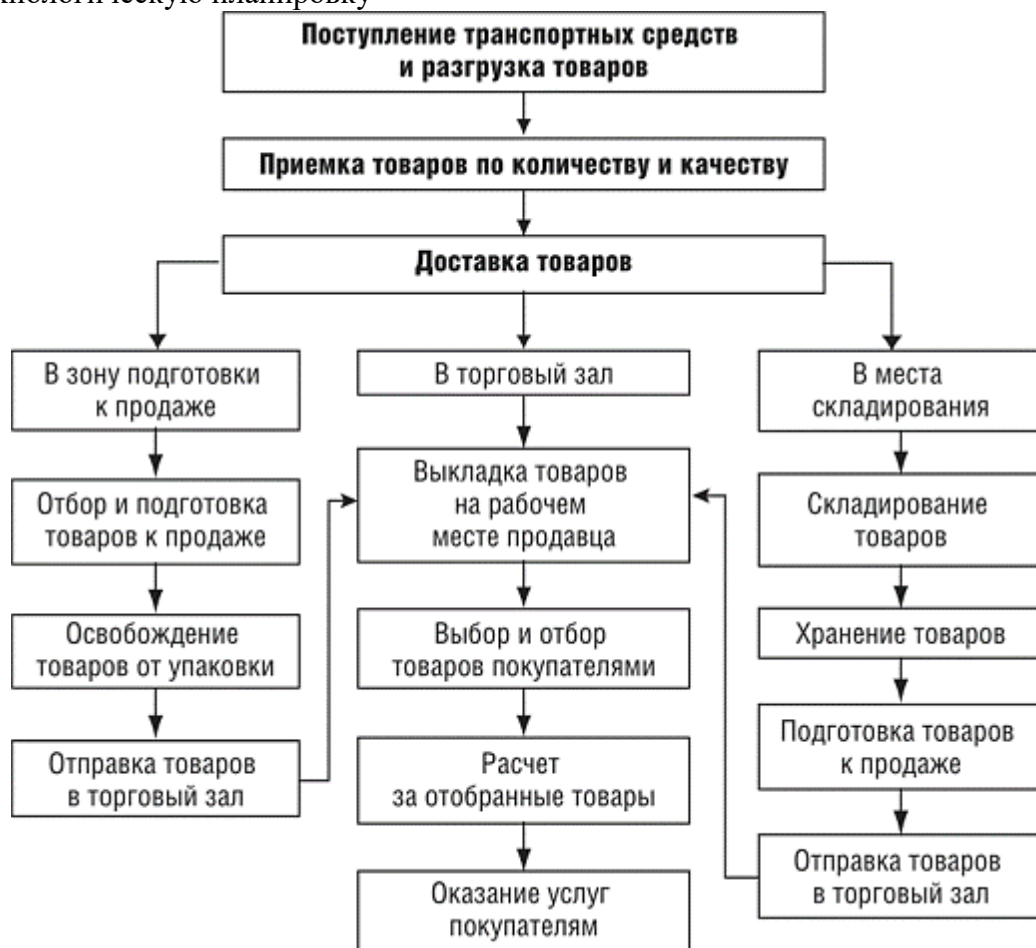 планировку
Поступление транспортных средств
и разгрузка товаров
Приемка товаров по количеству и качеству
Доставка товаров
В зону подготовки
к продаже
Отбор и подготовка
товаров к продаже
Освобождение
товаров от упаковки
Отправка товаров
в торговый зал
В торговый зал
Выкладка товаров
на рабочем
месте продавца
Выбор и отбор
товаров покупателями
Расчет
за отобранные товары
Оказание услуг
покупателям
В места
складирования
Складирование
товаров
Хранение товаров
Подготовка товаров
к продаже
Отправка товаров
в торговый зал